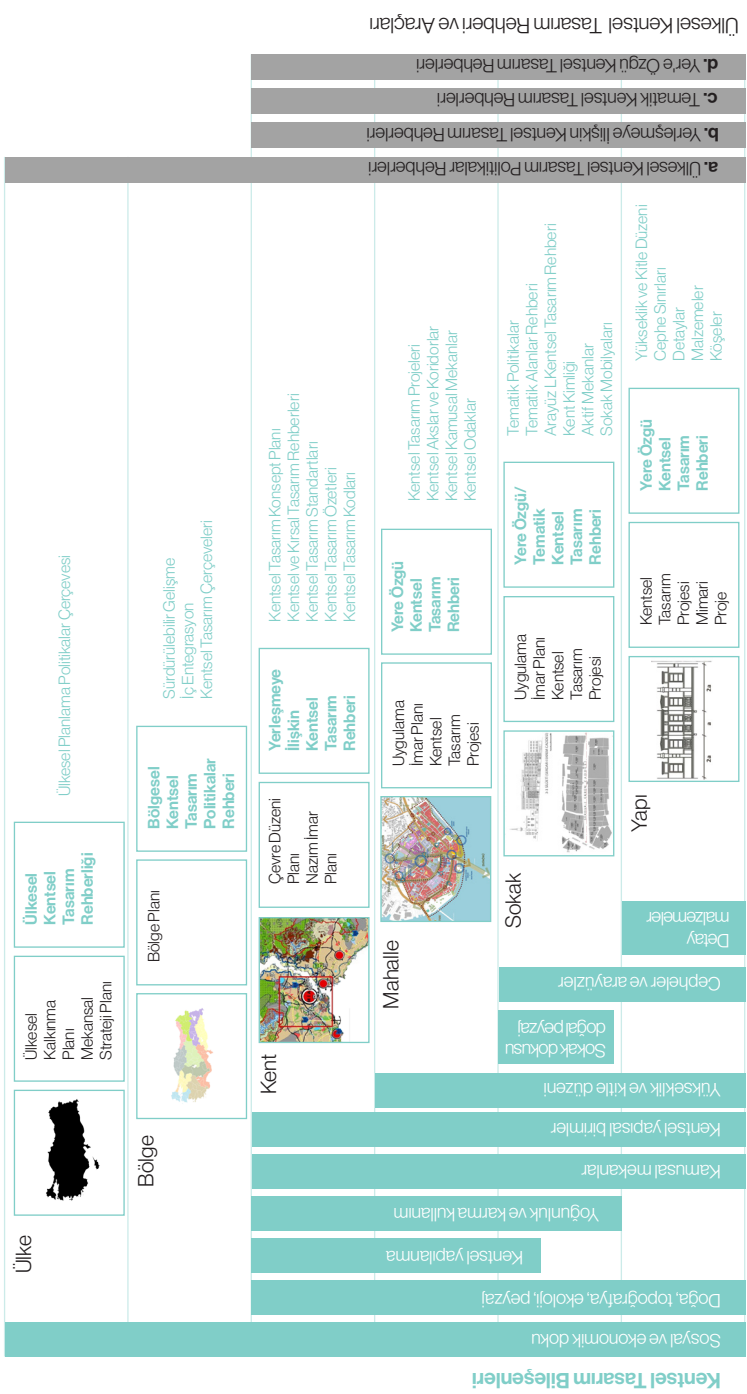 Kentsel Tasarım Bileşenleri
Sosyal ve ekonomik doku
Doğa, topoğrafya, ekoloji, peyzaj
Kentsel yapılanma
Yoğunluk ve karma kullanım
Kamusal mekanlar
Kentsel yapısal birimler
Yükseklik ve kitle düzeni
Sokak dokusu
doğal peyzaj
Cepheler ve arayüzler
Detay
malzemeler
Ülke
Ülkesel
Kalkınma
Planı
Mekansal
Strateji Planı
Ülkesel
Kentsel
Tasarım
Rehberliği
Ülkesel Planlama Politikalar Çerçevesi
Bölge
Bölge Planı
Bölgesel
Kentsel
Tasarım
Politikalar
Rehberi
Sürdürülebilir Gelişme
İç Entegrasyon
Kentsel Tasarım Çerçeveleri
Kent
Çevre Düzeni
Planı
Nazım İmar
Planı
Yerleşmeye
İlişkin
Kentsel
Tasarım
Rehberi
Kentsel Tasarım Konsept Planı
Kentsel ve Kırsal Tasarım Rehberleri
Kentsel Tasarım Standartları
Kentsel Tasarım Özetleri
Kentsel Tasarım Kodları
Mahalle
Uygulama
İmar Planı
Kentsel
Tasarım
Projesi
Yere Özgü
Kentsel
Tasarım
Rehberi
Kentsel Tasarım Projeleri
Kentsel Akslar ve Koridorlar
Kentsel Kamusal Mekanlar
Kentsel Odaklar
Sokak
Uygulama
İmar Planı
Kentsel
Tasarım
Projesi
Yere Özgü/
Tematik
Kentsel
Tasarım
Rehberi
Tematik Politikalar
Tematik Alanlar Rehberi
Arayüz LKentsel Tasarım Rehberi
Kent Kimliği
Aktif Mekanlar
Sokak Mobilyaları
Yapı
2a
a
2a
Kentsel
Tasarım
Projesi
Mimari
Proje
Yere Özgü
Kentsel
Tasarım
Rehberi
Yükseklik ve Kitle Düzeni
Cephe Sınırları
Detaylar
Malzemeler
Köşeler
a. Ülkesel Kentsel Tasarım Politikalar Rehberleri
b. Yerleşmeye İlişkin Kentsel Tasarım Rehberleri
c. Tematik Kentsel Tasarım Rehberleri
d. Yer'e Özgü Kentsel Tasarım Rehberleri
Ülkesel Kentsel Tasarım Rehberi ve Araçları